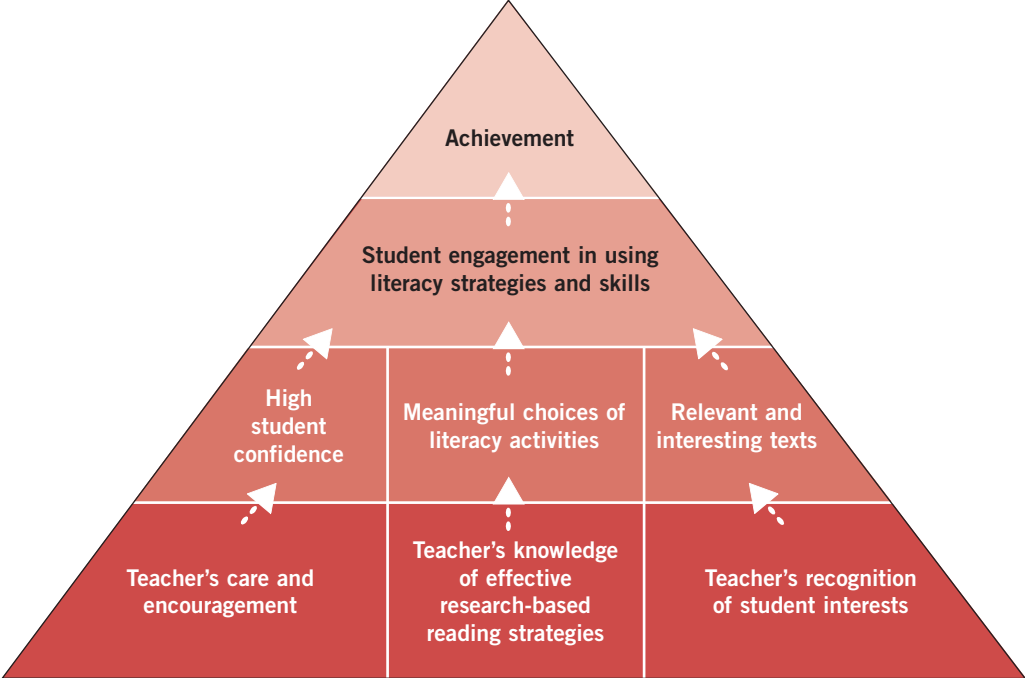 Achievement
Student engagement in using
literacy strategies and skills
High
student
confidence
Meaningful choices of
literacy activities
Relevant and
interesting texts
Teacher’s care and
encouragement
Teacher’s knowledge
of effective
research-based
reading strategies
Teacher’s recognition
of student interests